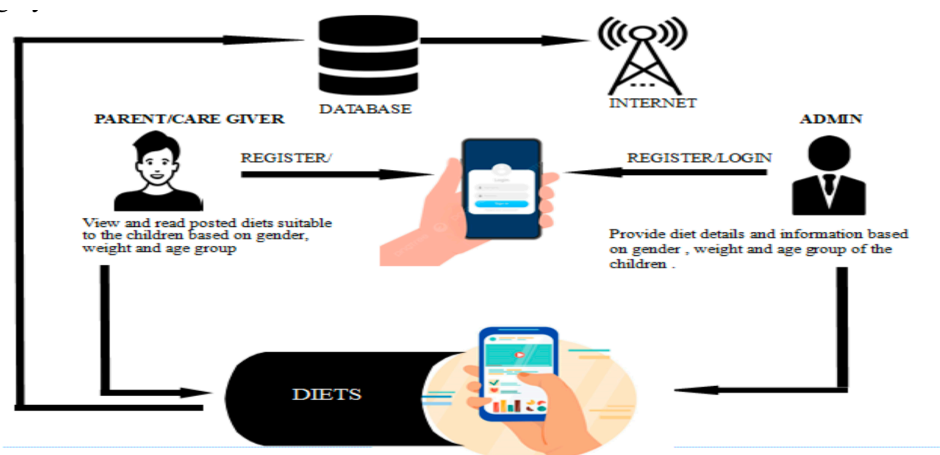 DATABASE
INTERNET
PARENT/CARE GIVER
ADMIN
REGISTER/
REGISTER/LOGIN
Login
View and read posted diets suitable
to the children based on gender,
weight and age group
Provide diet details and information based
on gender , weight and age group of the
children .
DIETS